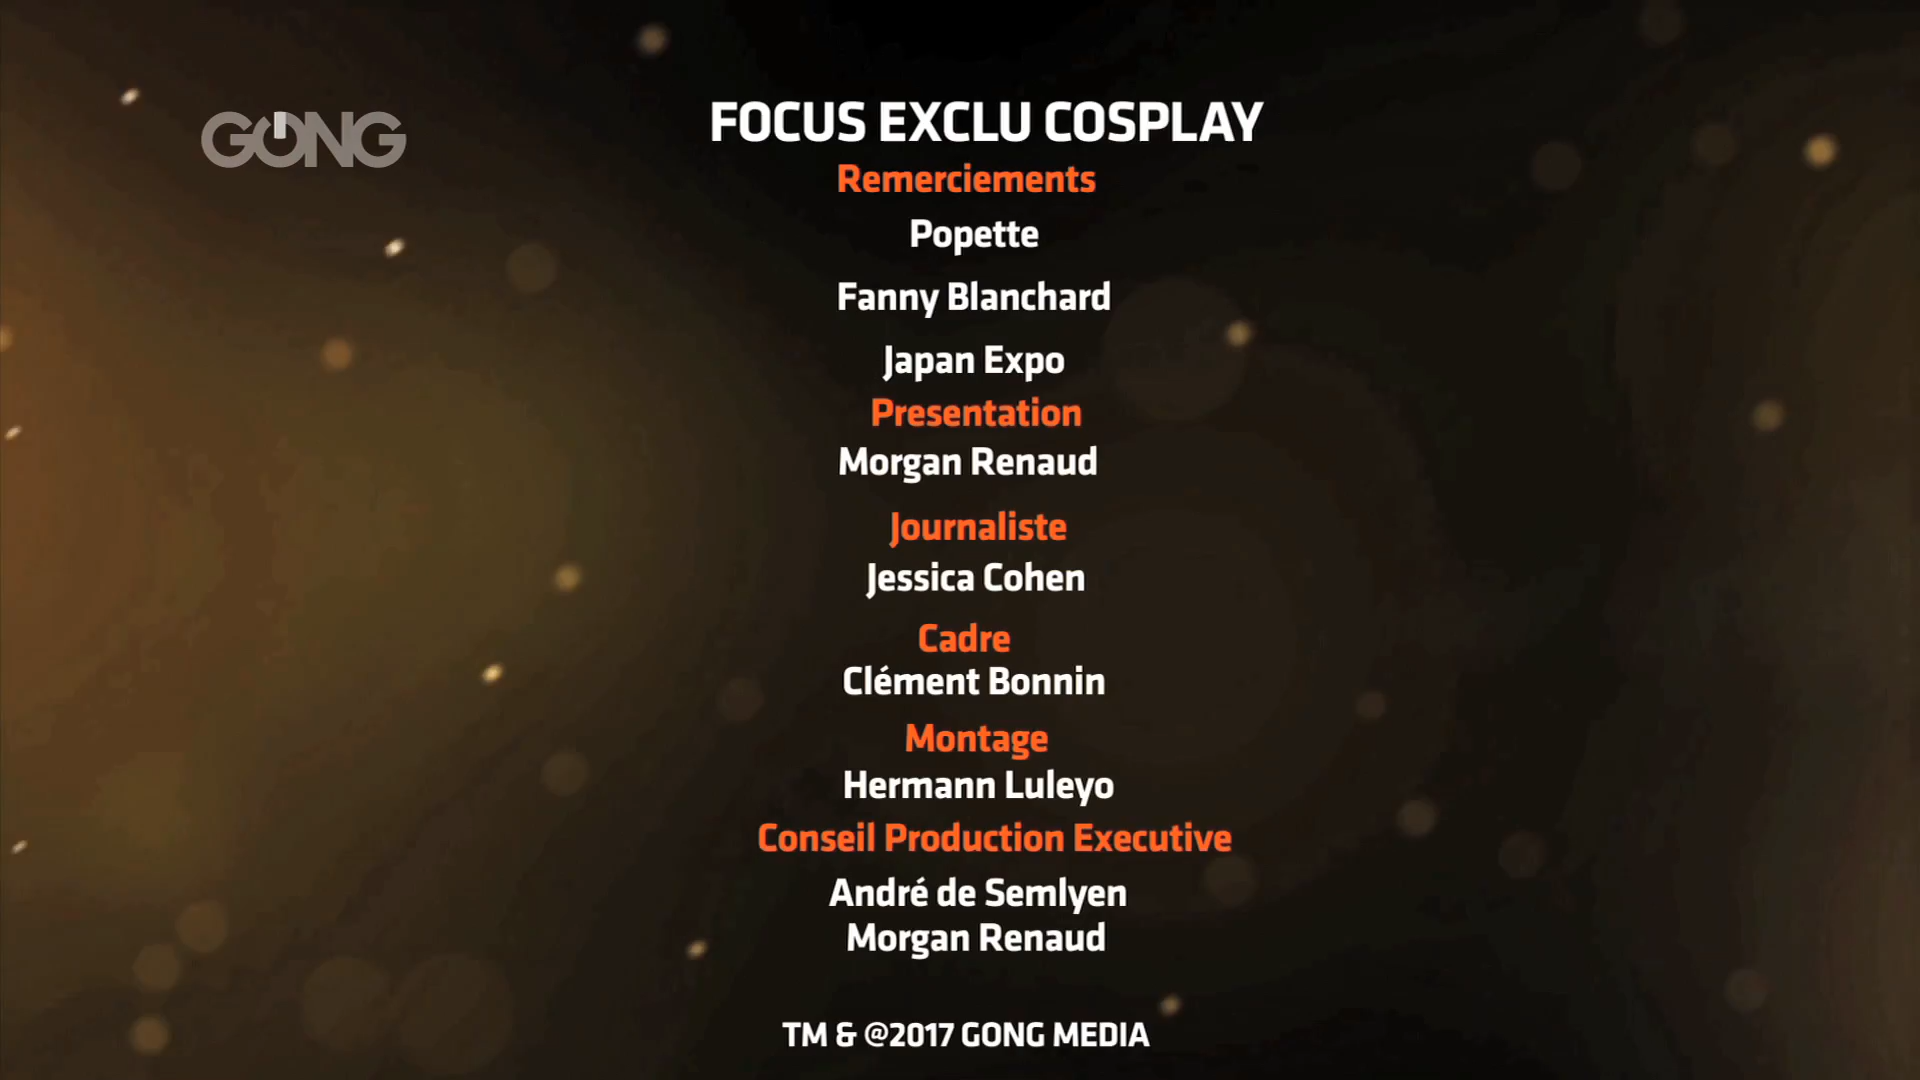 GONG
FOCUS EXCLU COSPLAY
Remerciements
Popette
Fanny Blanchard
Japan Expo
Presentation
Morgan Renaud
Journaliste
Jessica Cohen
Cadre
Clément Bonnin
Montage
Hermann Luleyo
Conseil Production Executive
André de Semlyen
Morgan Renaud
TM & @2017 GONG MEDIA